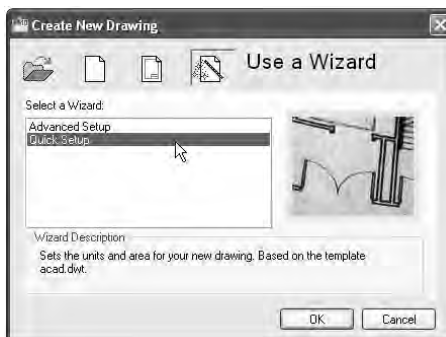 Create New Drawing
Use a Wizard
Select a Wizard:
Advanced Setup
Quick Setup
Wizard Description
Sets the units and area for your new drawing. Based on the template
acad.dwt.
OK
Cancel